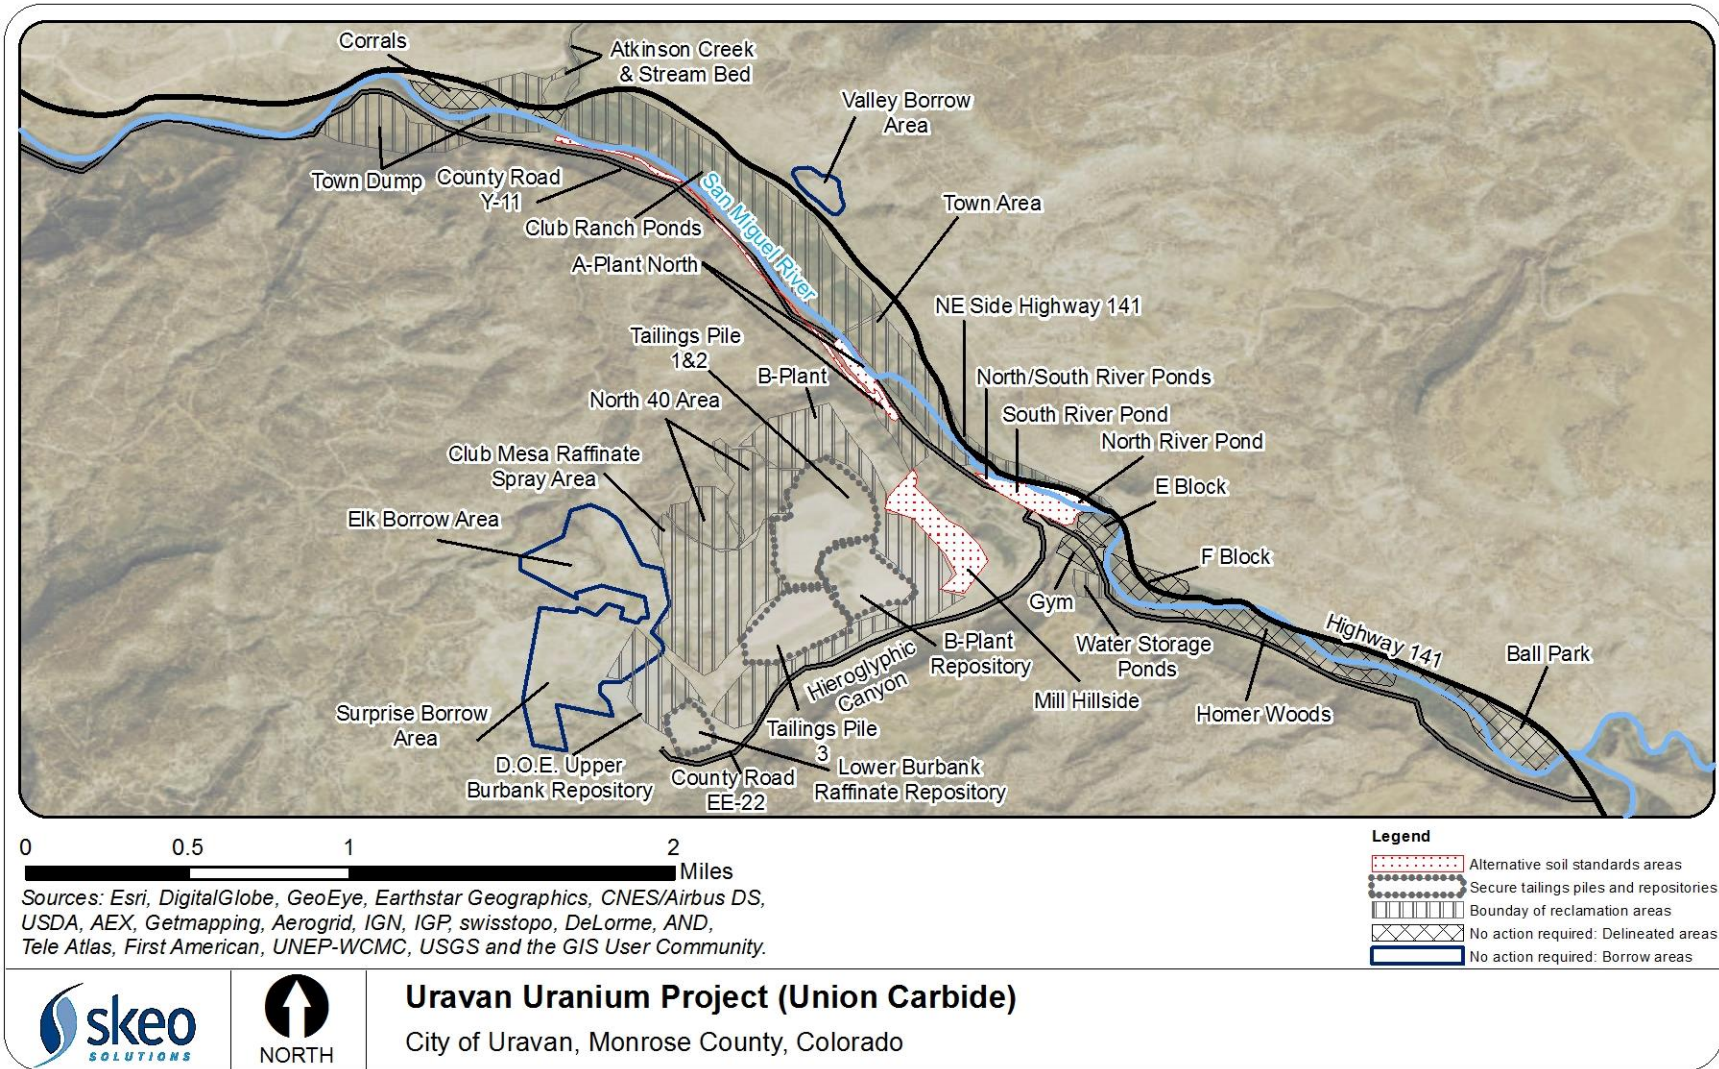 Corrals
Atkinson Creek
& Stream Bed
Valley Borrow
Area
Town Dump
County Road
Y-11
Club Ranch Ponds
San Miguel River
Town Area
A-Plant North
NE Side Highway 141
Tailings Pile
1&2
B-Plant
North/South River Ponds
North 40 Area
South River Pond
North River Pond
Club Mesa Raffinate
Spray Area
E Block
Elk Borrow Area
F Block
Gym
Highway 141
Water Storage
Ponds
B-Plant
Repository
Ball Park
Hieroglyphic
Canyon
Mill Hillside
Homer Woods
Surprise Borrow
Area
Tailings Pile
3
D.O.E. Upper
Burbank Repository
County Road
EE-22
Lower Burbank
Raffinate Repository
0 0.5 1 2
Miles
Sources: Esri, DigitalGlobe, GeoEye, Earthstar Geographics, CNES/Airbus DS,
USDA, AEX, Getmapping, Aerogrid, IGN, IGP, swisstopo, DeLorme, AND,
Tele Atlas, First American, UNEP-WCMC, USGS and the GIS User Community.
Legend
Alternative soil standards areas
Secure tailings piles and repositories
Bounday of reclamation areas
No action required: Delineated areas
No action required: Borrow areas
skeo
SOLUTIONS
NORTH
Uravan Uranium Project (Union Carbide)
City of Uravan, Monrose County, Colorado